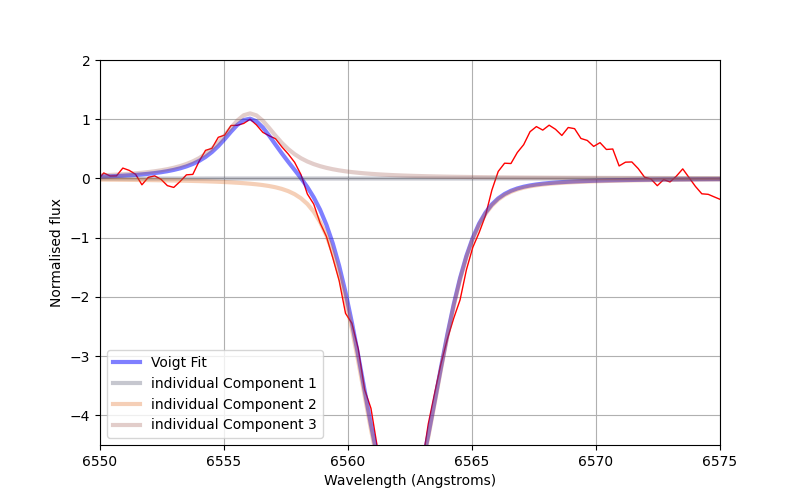 2
1
0
−1
−2
−3
−4
Normalised flux
Voigt Fit
individual Component 1
individual Component 2
individual Component 3
6550 6555 6560 6565 6570 6575
Wavelength (Angstroms)